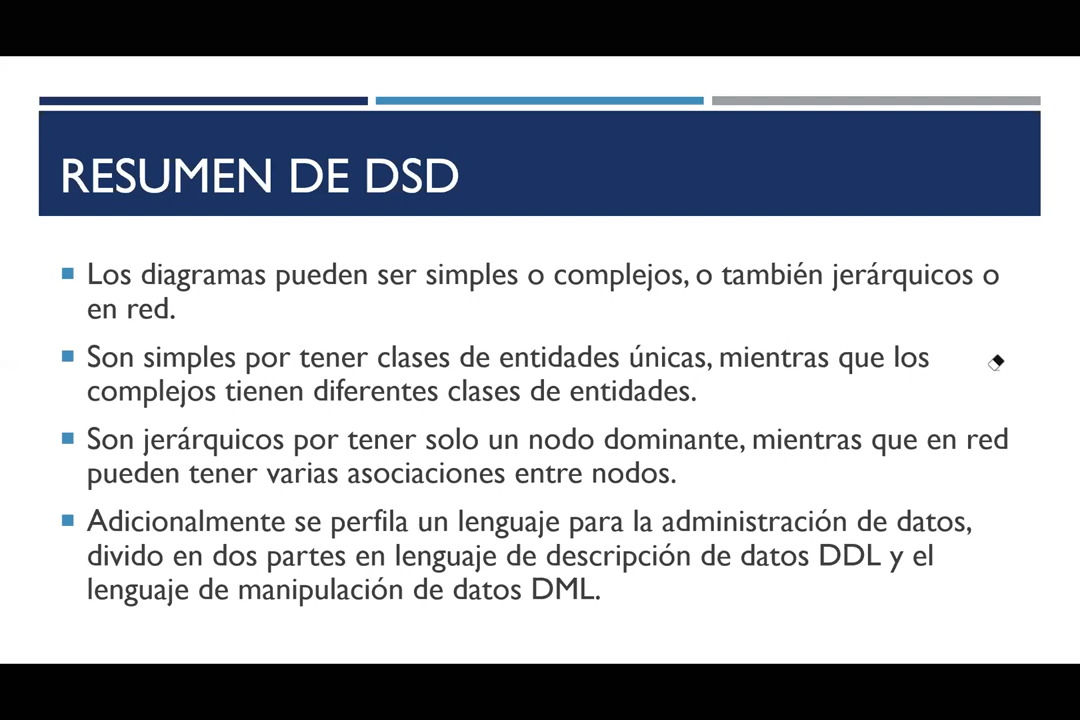 RESUMEN DE DSD
Los diagramas pueden ser simples o complejos, o también jerárquicos o
en red.
Son simples por tener clases de entidades únicas, mientras que los
complejos tienen diferentes clases de entidades.
Son jerárquicos por tener solo un nodo dominante, mientras que en red
pueden tener varias asociaciones entre nodos.
Adicionalmente se perfila un lenguaje para la administración de datos,
divido en dos partes en lenguaje de descripción de datos DDL y el
lenguaje de manipulación de datos DML.